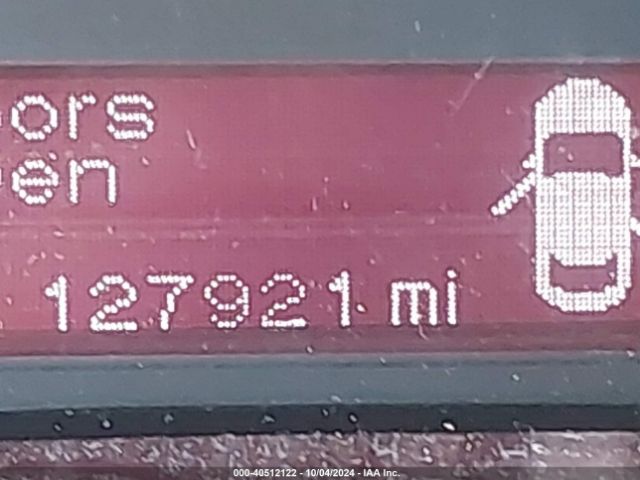 oors
en
127921 mi
000-40512122 - 10/04/2024 - IAA Inc.